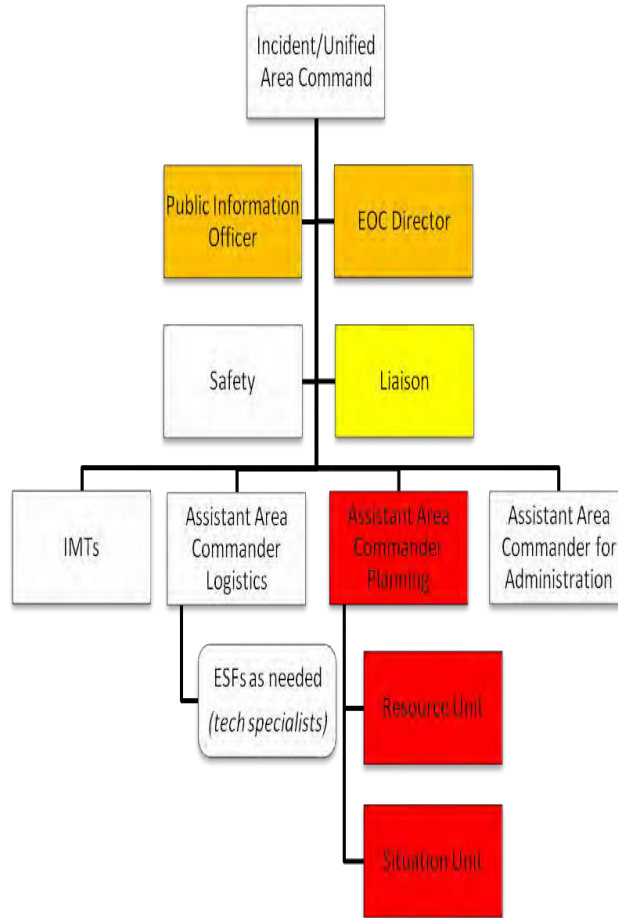 Incident/Unified
Area Command
Public Information
Officer
EOC Director
Safety
Liaison
IMTs
Assistant Area
Commander
Logistics
Assistant Area
Commander
Planning
Assistant Area
Commander for
Administration
ESFs as needed
(tech specialists)
Resource Unit
Situation Unit